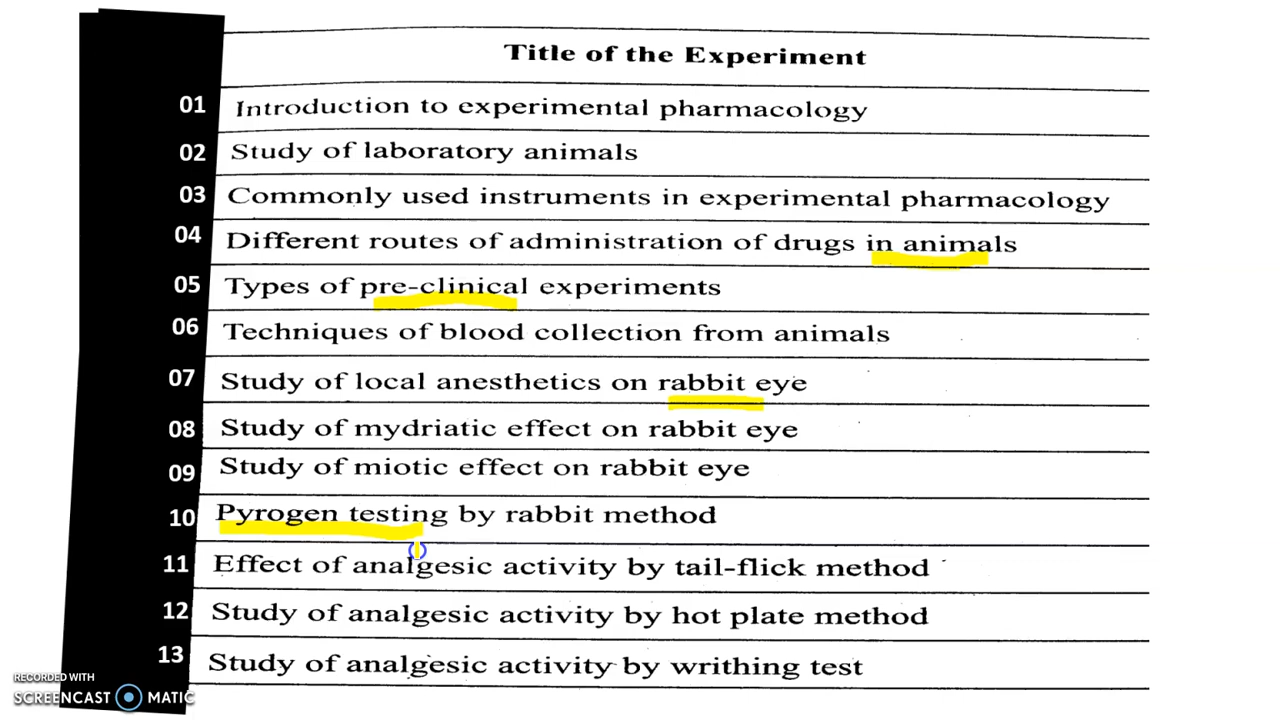 Title of the Experiment
01 Introduction to experimental pharmacology
02 Study of laboratory animals
03 Commonly used instruments in experimental pharmacology
04 Different routes of administration of drugs in animals
05 Types of pre-clinical experiments
06 Techniques of blood collection from animals
07 Study of local anesthetics on rabbit eye
08 Study of mydriatic effect on rabbit eye
09 Study of miotic effect on rabbit eye
10 Pyrogen testing by rabbit method
11 Effect of analgesic activity by tail-flick method
12 Study of analgesic activity by hot plate method
13 Study of analgesic activity by writhing test
RECORDED WITH
SCREENCAST MATIC